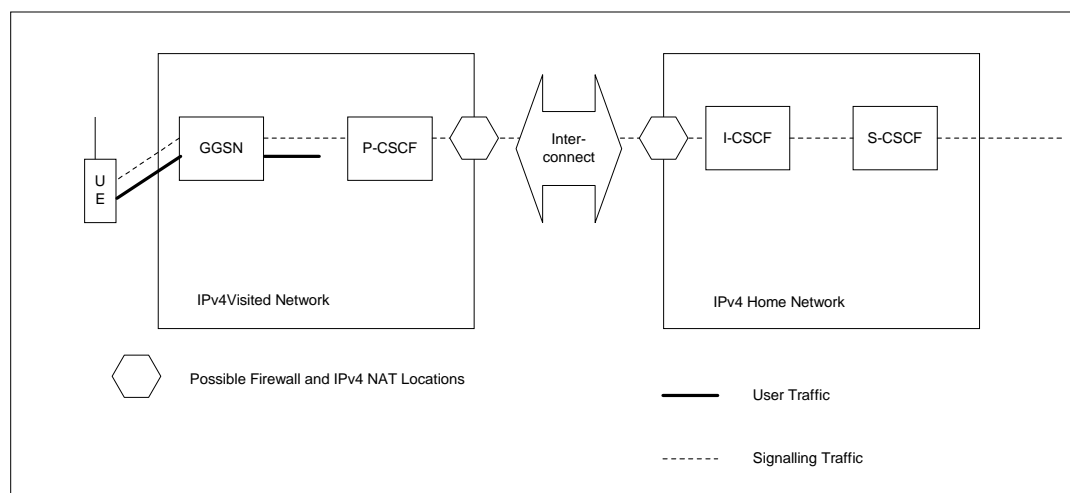 GGSN
P-CSCF
Inter-
connect
I-CSCF
S-CSCF
U
E
IPv4Visited Network
IPv4 Home Network
Possible Firewall and IPv4 NAT Locations
User Traffic
Signalling Traffic